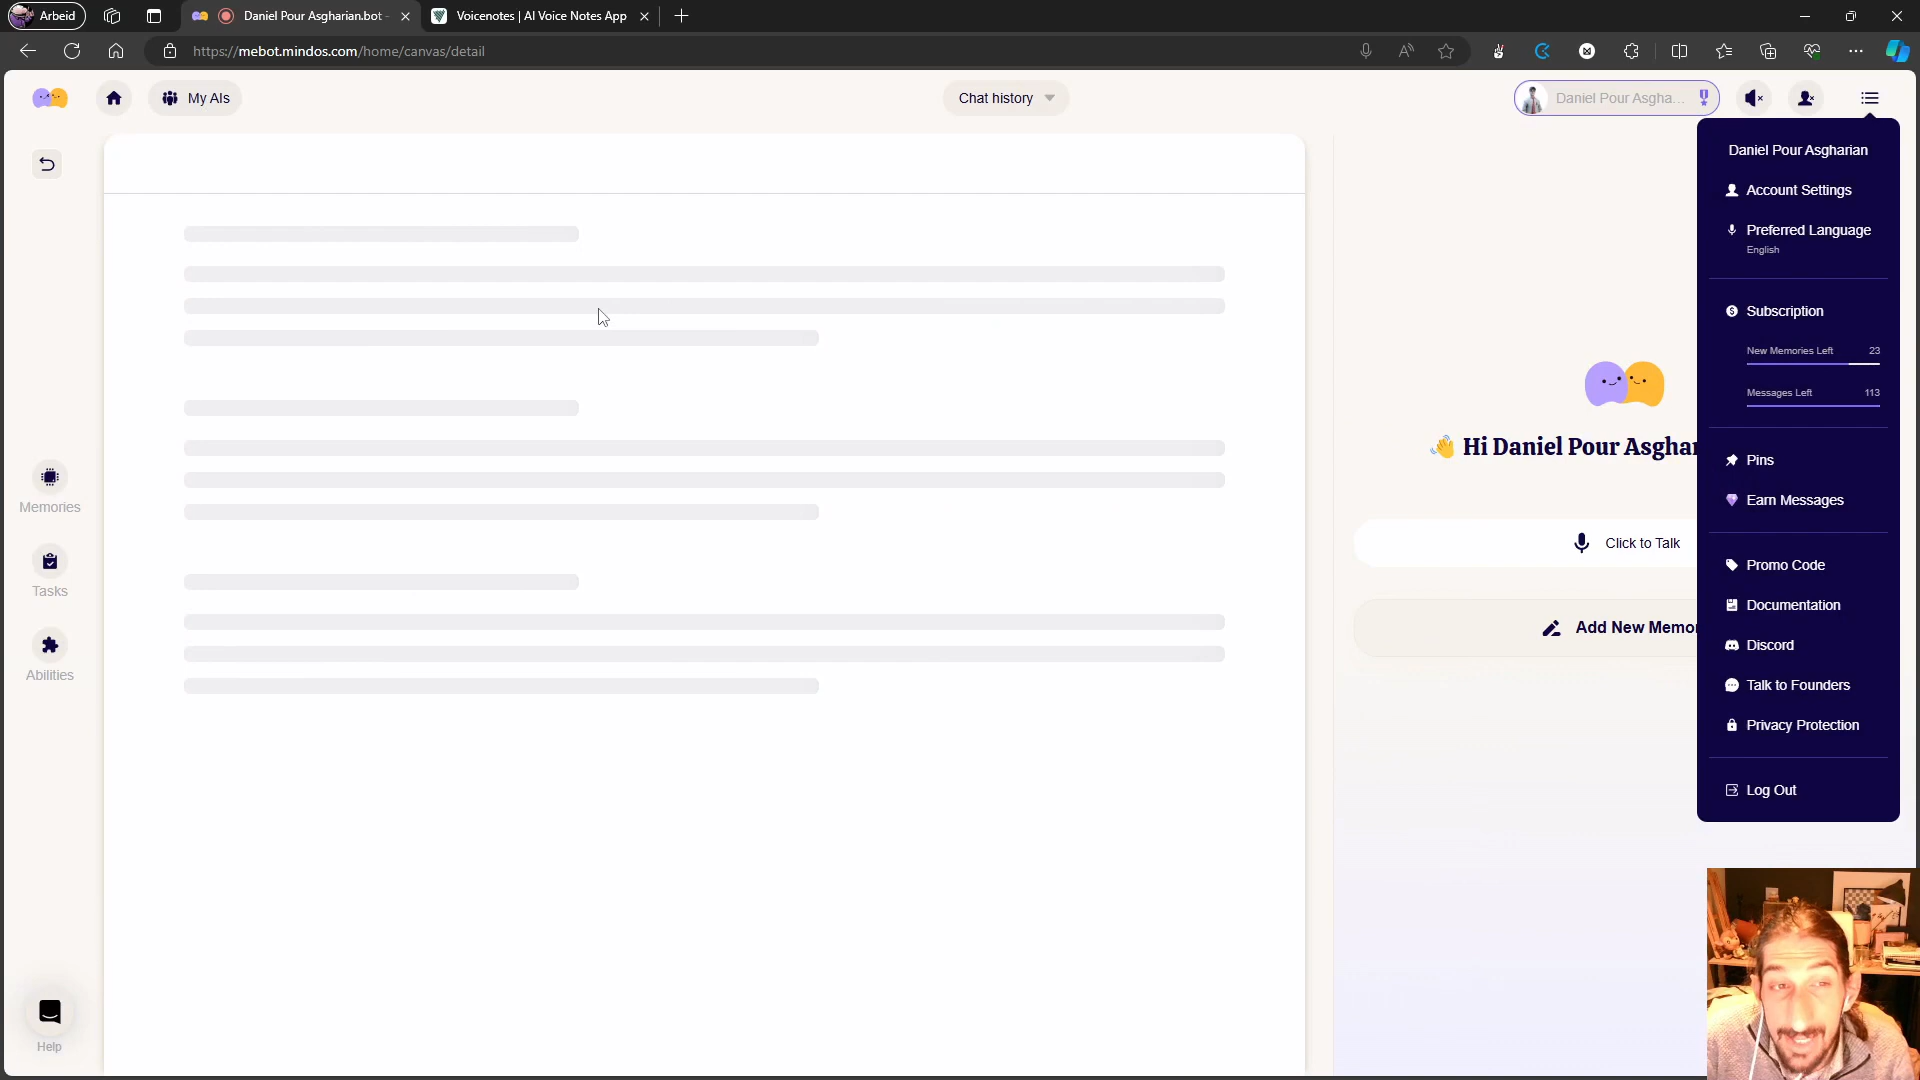 Arbeid
Daniel Pour Asgharian.bot -
Voicenotes | AI Voice Notes App
https://mebot.mindos.com/home/canvas/detail
My AIs
Chat history
Daniel Pour Asgha...
Daniel Pour Asgharian
Account Settings
Preferred Language
English
Subscription
New Memories Left 23
Messages Left 113
Pins
Earn Messages
Promo Code
Documentation
Discord
Talk to Founders
Privacy Protection
Log Out
Memories
Tasks
Abilities
Help
👋 Hi Daniel Pour Asghar
Click to Talk
Add New Memor